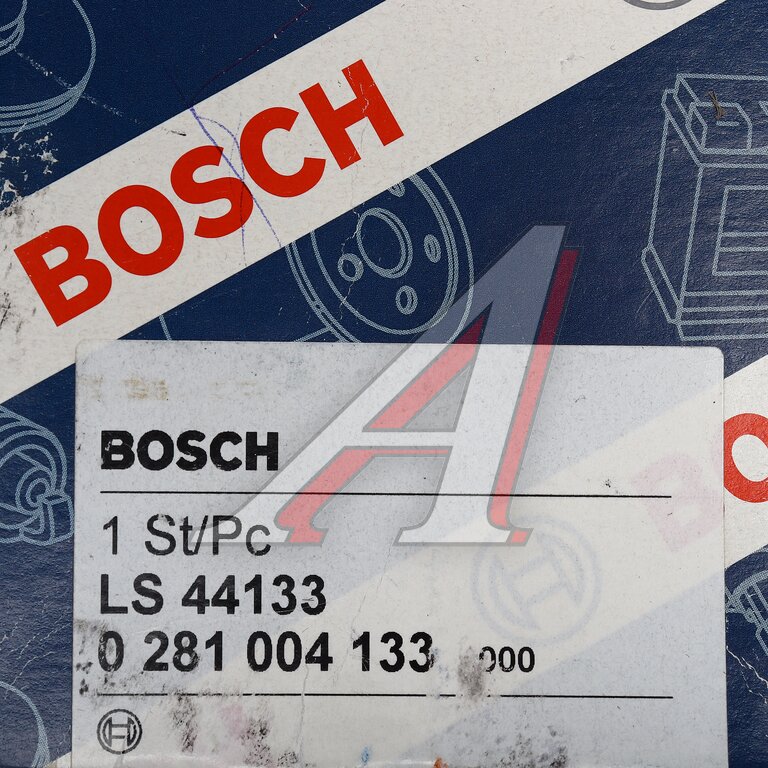 BOSCH
BOSCH
1 St/Pc
LS 44133
0 281 004 133 000